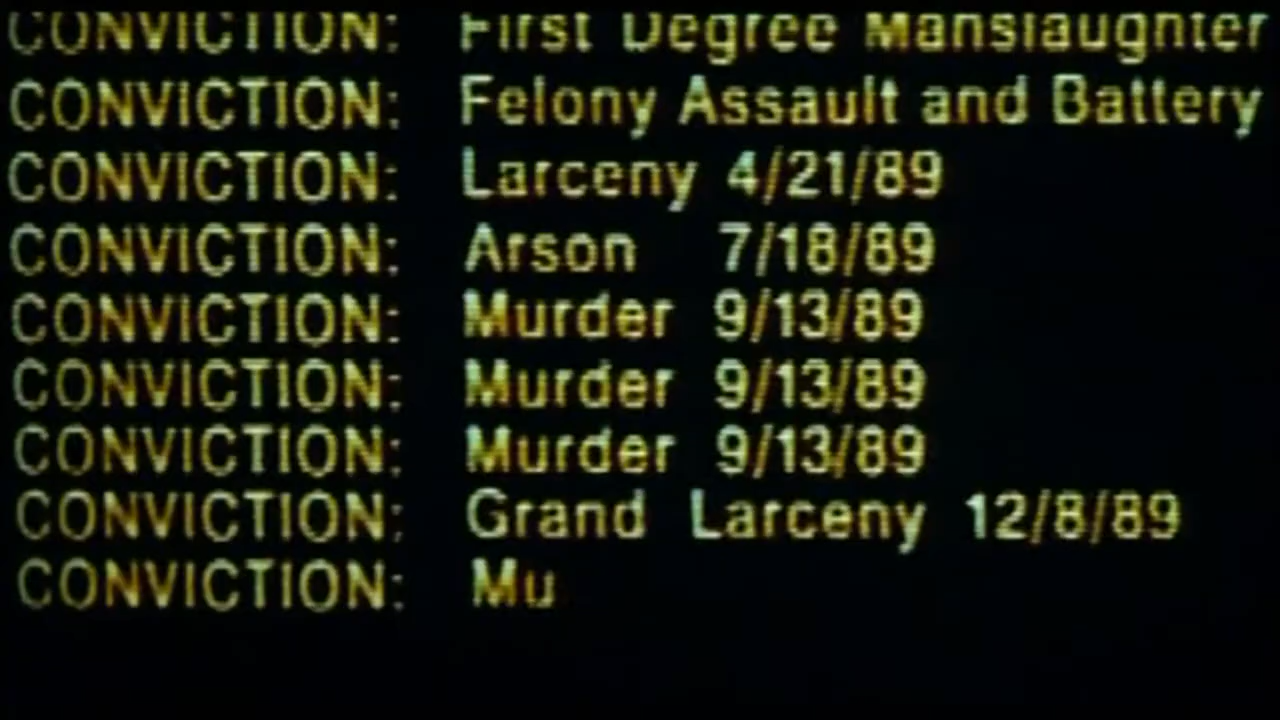 CONVICTION: First Degree Manslaughter
CONVICTION: Felony Assault and Battery
CONVICTION: Larceny 4/21/89
CONVICTION: Arson 7/18/89
CONVICTION: Murder 9/13/89
CONVICTION: Murder 9/13/89
CONVICTION: Murder 9/13/89
CONVICTION: Grand Larceny 12/8/89
CONVICTION: Mu